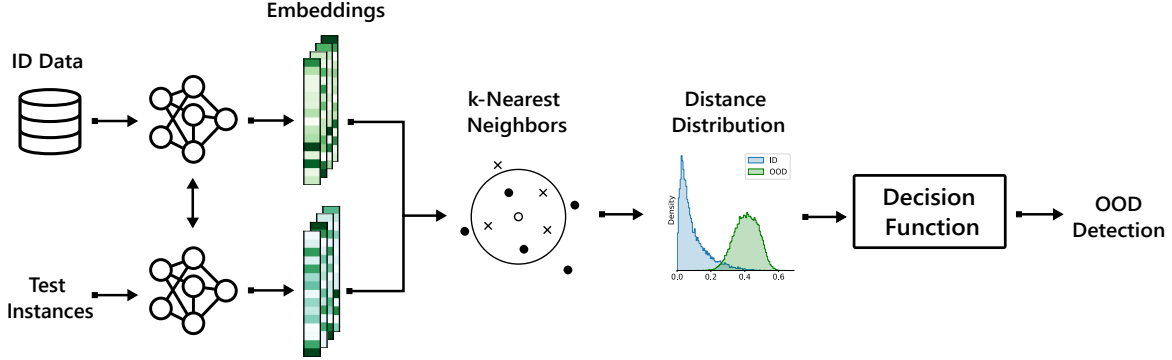 Embeddings
ID Data
k-Nearest
Neighbors
Distance
Distribution
ID
OOD
Density
0.0 0.2 0.4 0.6
Decision
Function
OOD
Detection
Test
Instances